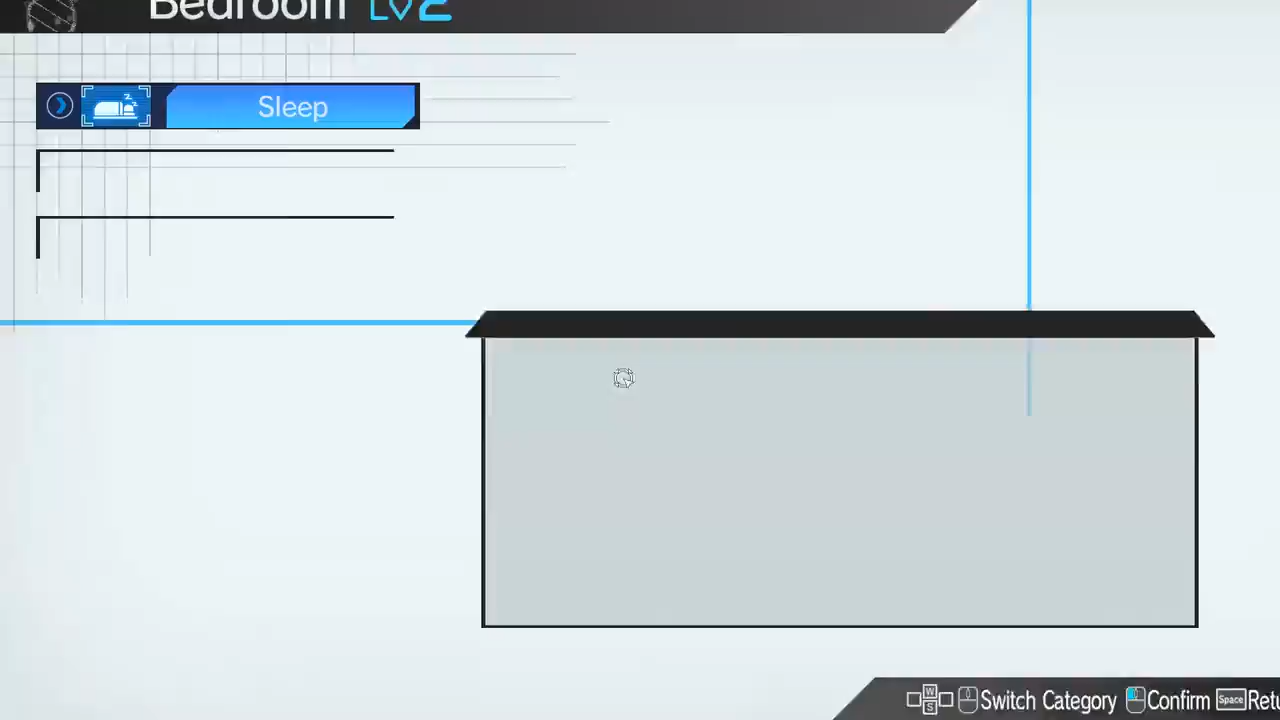 Bedroom Lv2
Sleep
W
S
Switch Category
Confirm
Space